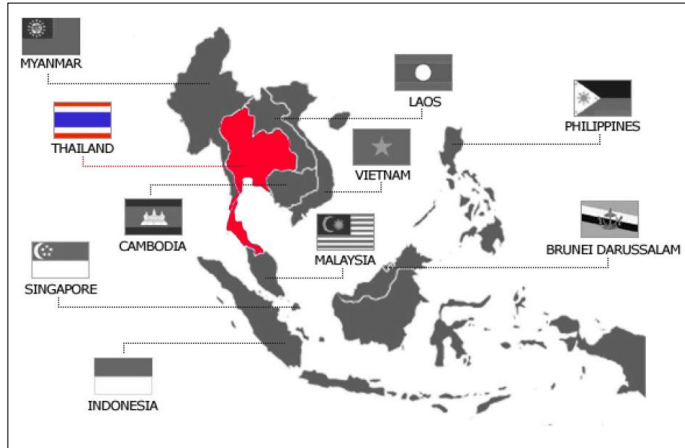 MYANMAR
LAOS
PHILIPPINES
THAILAND
VIETNAM
CAMBODIA
MALAYSIA
BRUNEI DARUSSALAM
SINGAPORE
INDONESIA